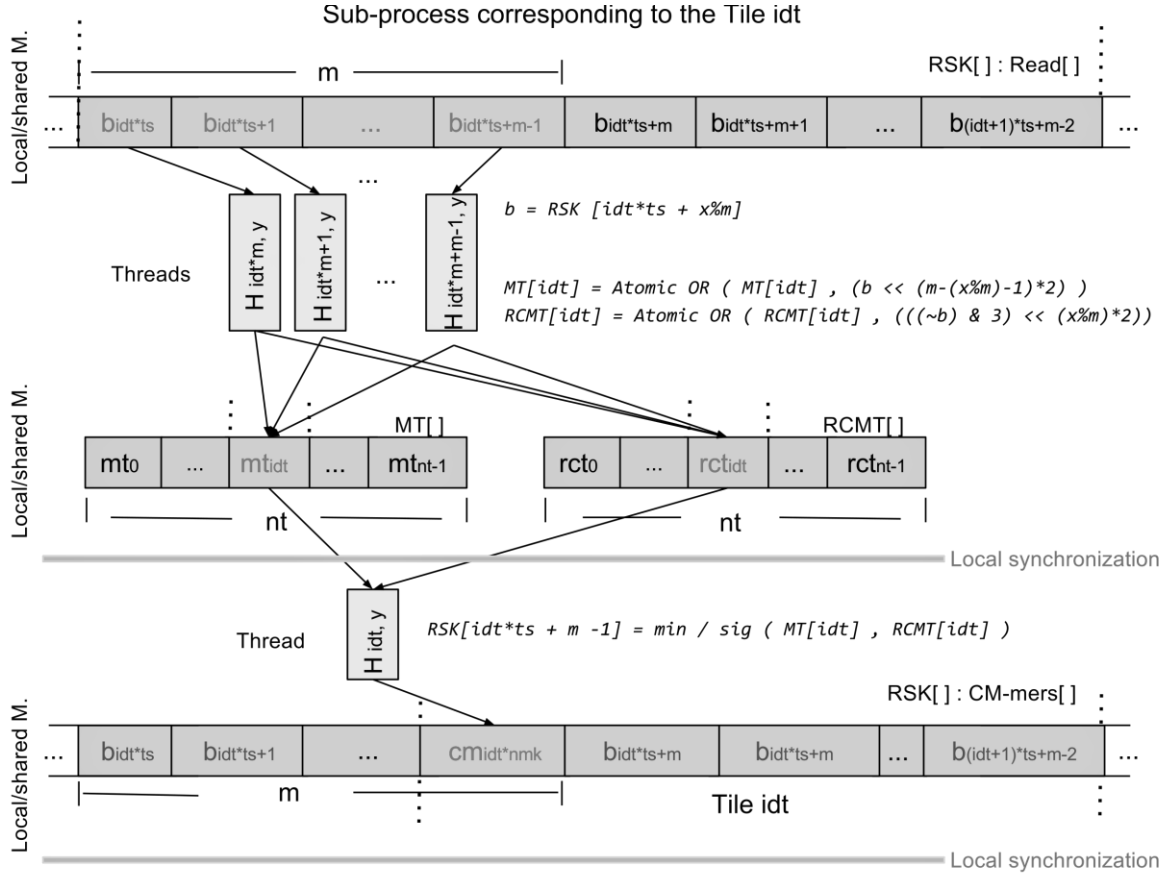 Sub-process corresponding to the Tile idt
Local/shared M.
m
RSK[ ] : Read[ ]
... bidt*ts bidt*ts+1 ... bidt*ts+m-1 bidt*ts+m bidt*ts+m+1 ... b(idt+1)*ts+m-2 ...
...
b = RSK [idt*ts + x%m]
Threads
H idt*m, y
H idt*m+1, y
...
H idt*m+m-1, y
MT[idt] = Atomic OR ( MT[idt] , (b << (m-(x%m)-1)*2) )
RCMT[idt] = Atomic OR ( RCMT[idt] , (((~b) & 3) << (x%m)*2))
Local/shared M.
MT[ ]
RCMT[ ]
mt0 ... mtidt ... mtnt-1
rct0 ... rctidt ... rctnt-1
nt
nt
Local synchronization
Thread
H idt, y
RSK[idt*ts + m -1] = min / sig ( MT[idt] , RCMT[idt] )
Local/shared M.
RSK[ ] : CM-mers[ ]
... bidt*ts bidt*ts+1 ... cmidt*nmk bidt*ts+m bidt*ts+m ... b(idt+1)*ts+m-2 ...
m
Tile idt
Local synchronization